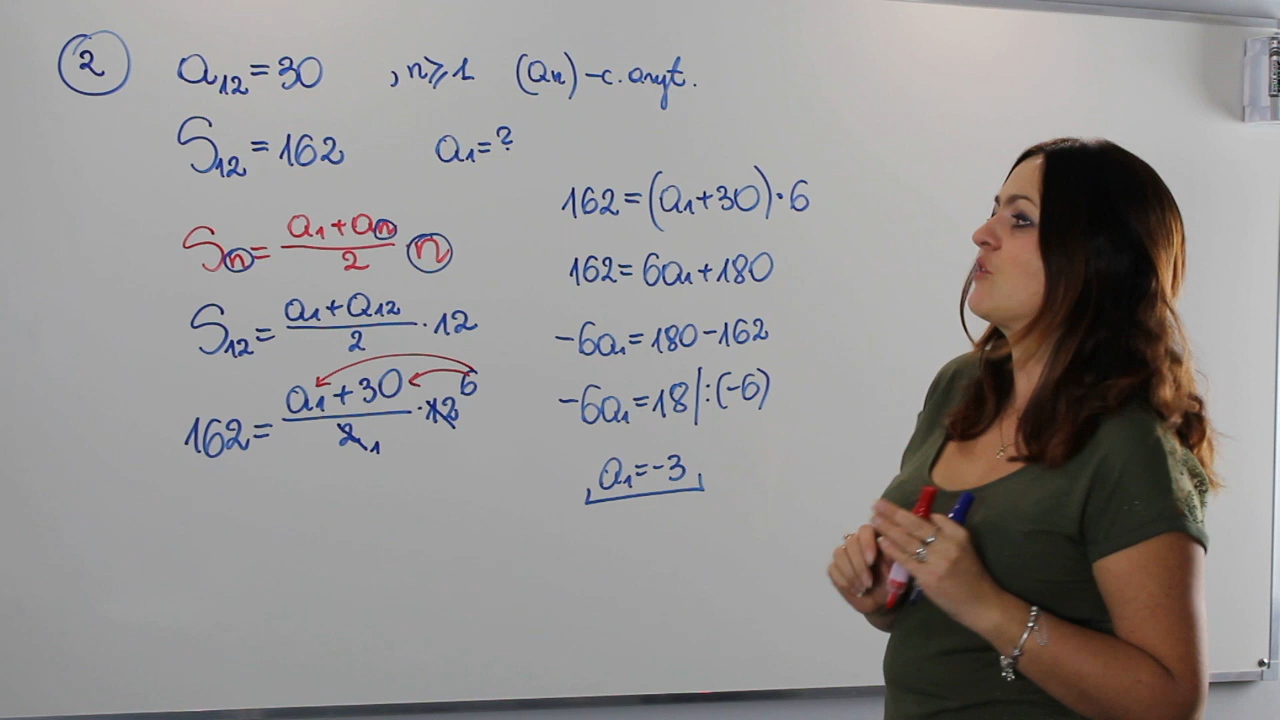 2 a₁₂ = 30 , n ⩾ 1 (aₙ) – c. aryt.
S₁₂ = 162 a₁ = ?
Sₙ = (a₁ + aₙ)/2 n
S₁₂ = (a₁ + a₁₂)/2 · 12
162 = (a₁ + 30)/2 1 · 12 6
162 = (a₁ + 30) · 6
162 = 6a₁ + 180
-6a₁ = 180 - 162
-6a₁ = 18 | : (-6)
a₁ = -3